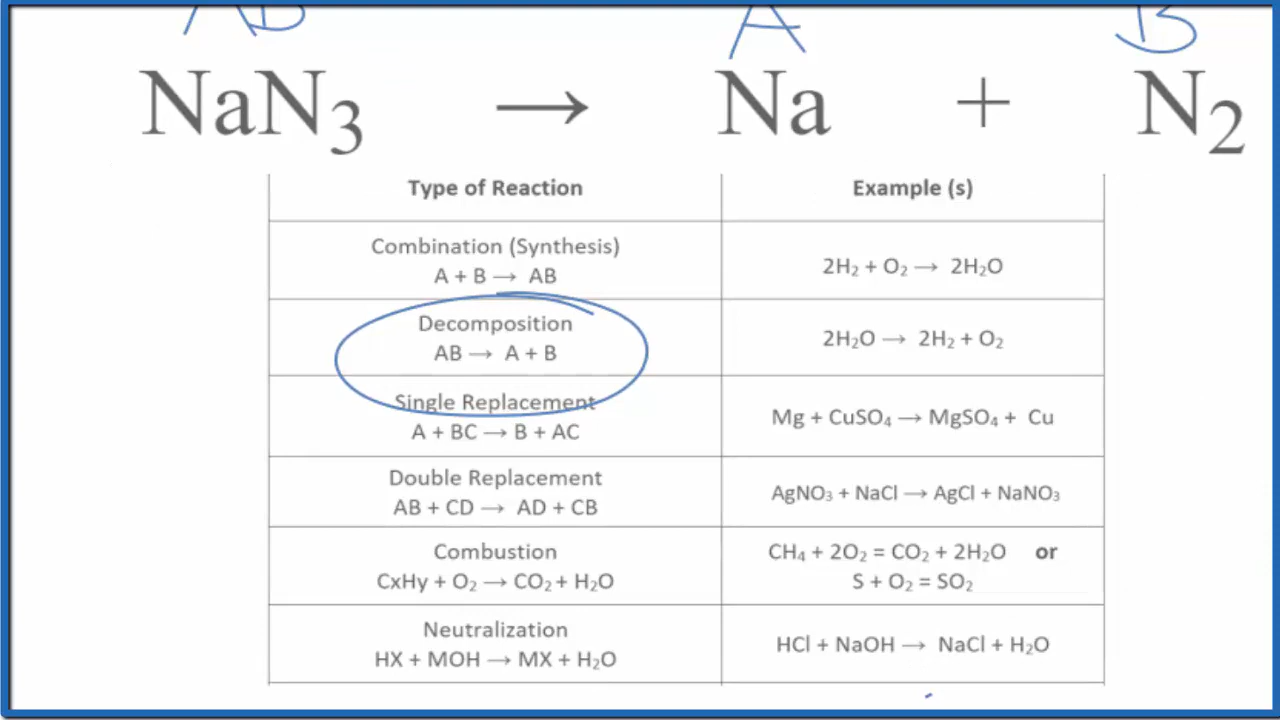 AB A B
NaN₃ → Na + N₂
Type of Reaction Example (s)
Combination (Synthesis)
A + B → AB
2H₂ + O₂ → 2H₂O
Decomposition
AB → A + B
2H₂O → 2H₂ + O₂
Single Replacement
A + BC → B + AC
Mg + CuSO₄ → MgSO₄ + Cu
Double Replacement
AB + CD → AD + CB
AgNO₃ + NaCl → AgCl + NaNO₃
Combustion
CxHy + O₂ → CO₂ + H₂O
CH₄ + 2O₂ = CO₂ + 2H₂O or
S + O₂ = SO₂
Neutralization
HX + MOH → MX + H₂O
HCl + NaOH → NaCl + H₂O